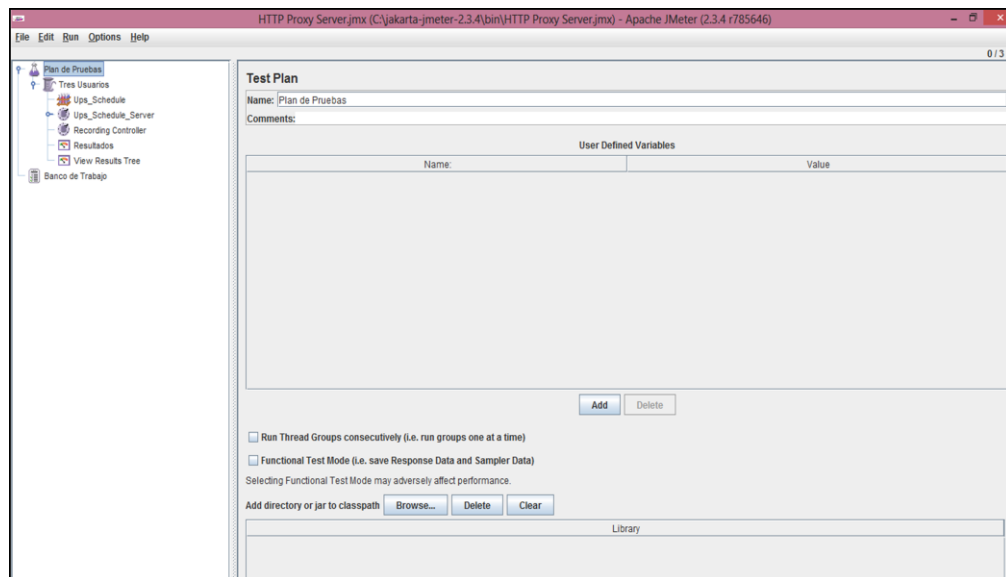 HTTP Proxy Server.jmx (C:\jakarta-jmeter-2.3.4\bin\HTTP Proxy Server.jmx) - Apache JMeter (2.3.4 r785646)
File Edit Run Options Help
0 / 3
Plan de Pruebas
Tres Usuarios
Ups_Schedule
Ups_Schedule_Server
Recording Controller
Resultados
View Results Tree
Banco de Trabajo
Test Plan
Name: Plan de Pruebas
Comments:
User Defined Variables
Name: Value
Add Delete
Run Thread Groups consecutively (i.e. run groups one at a time)
Functional Test Mode (i.e. save Response Data and Sampler Data)
Selecting Functional Test Mode may adversely affect performance.
Add directory or jar to classpath Browse... Delete Clear
Library